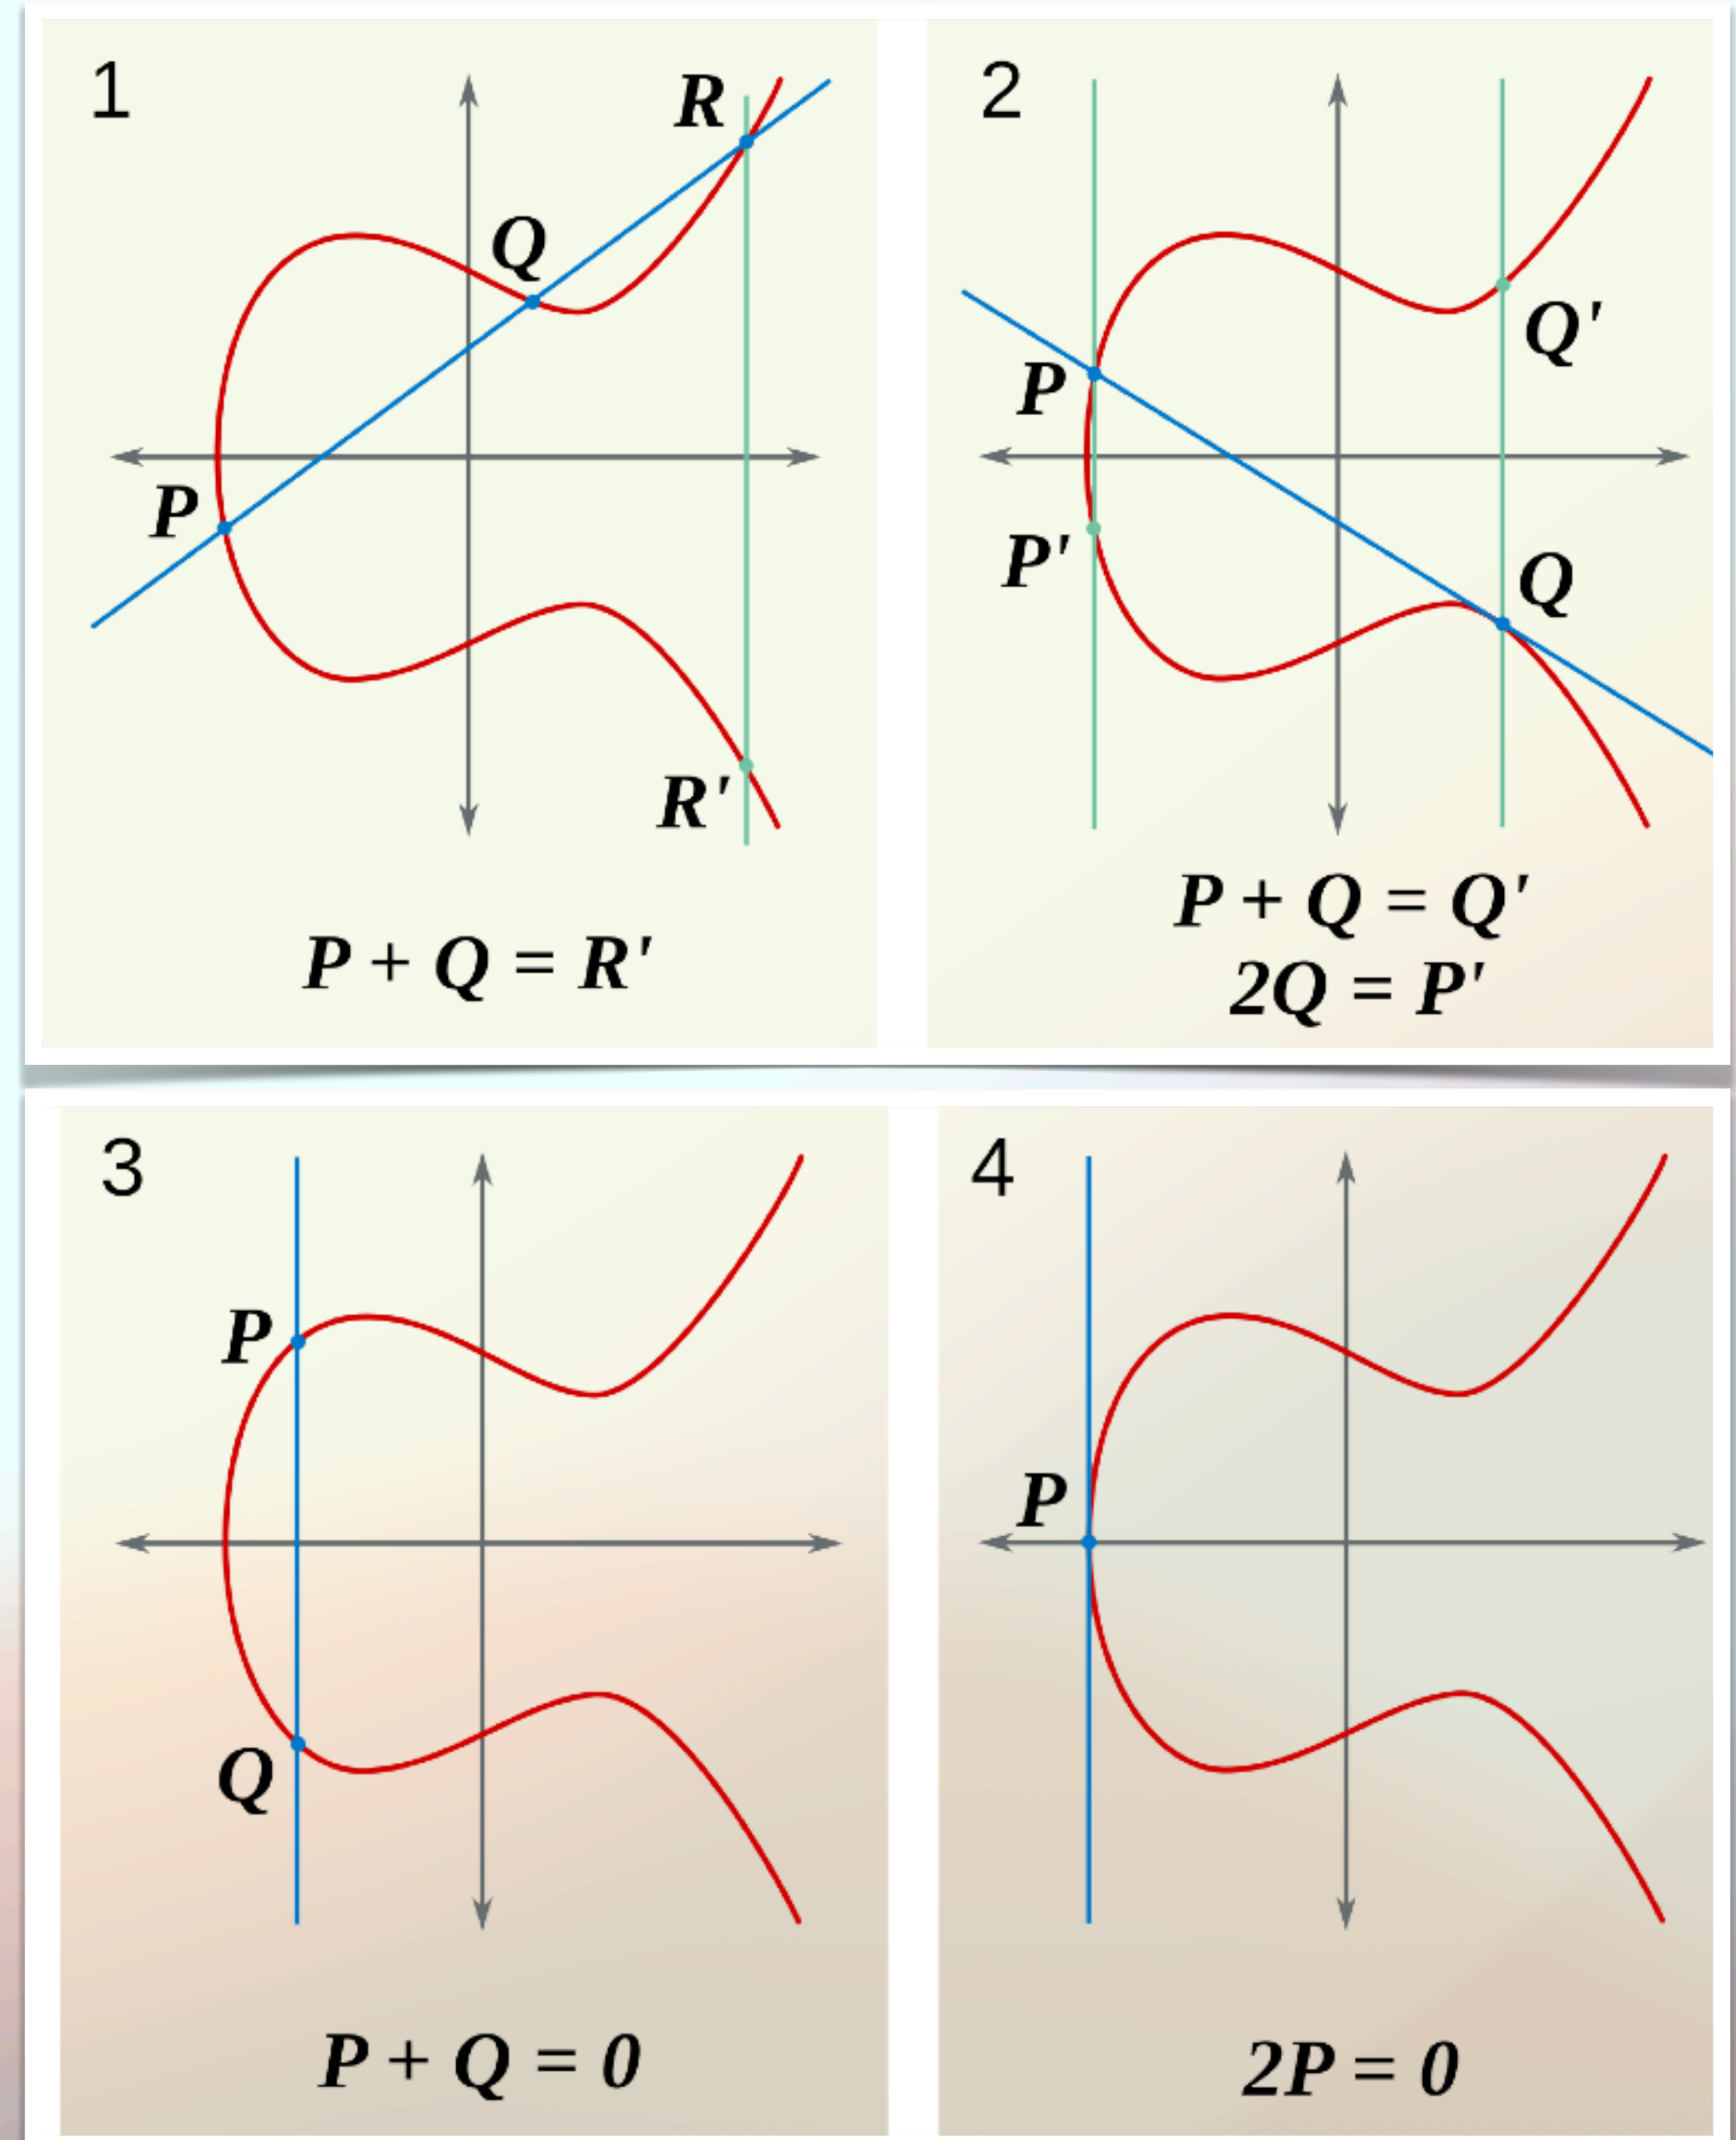 1
R
Q
P
R'
P + Q = R'
2
Q'
P
P'
Q
P + Q = Q'
2Q = P'
3
P
Q
P + Q = 0
4
P
2P = 0